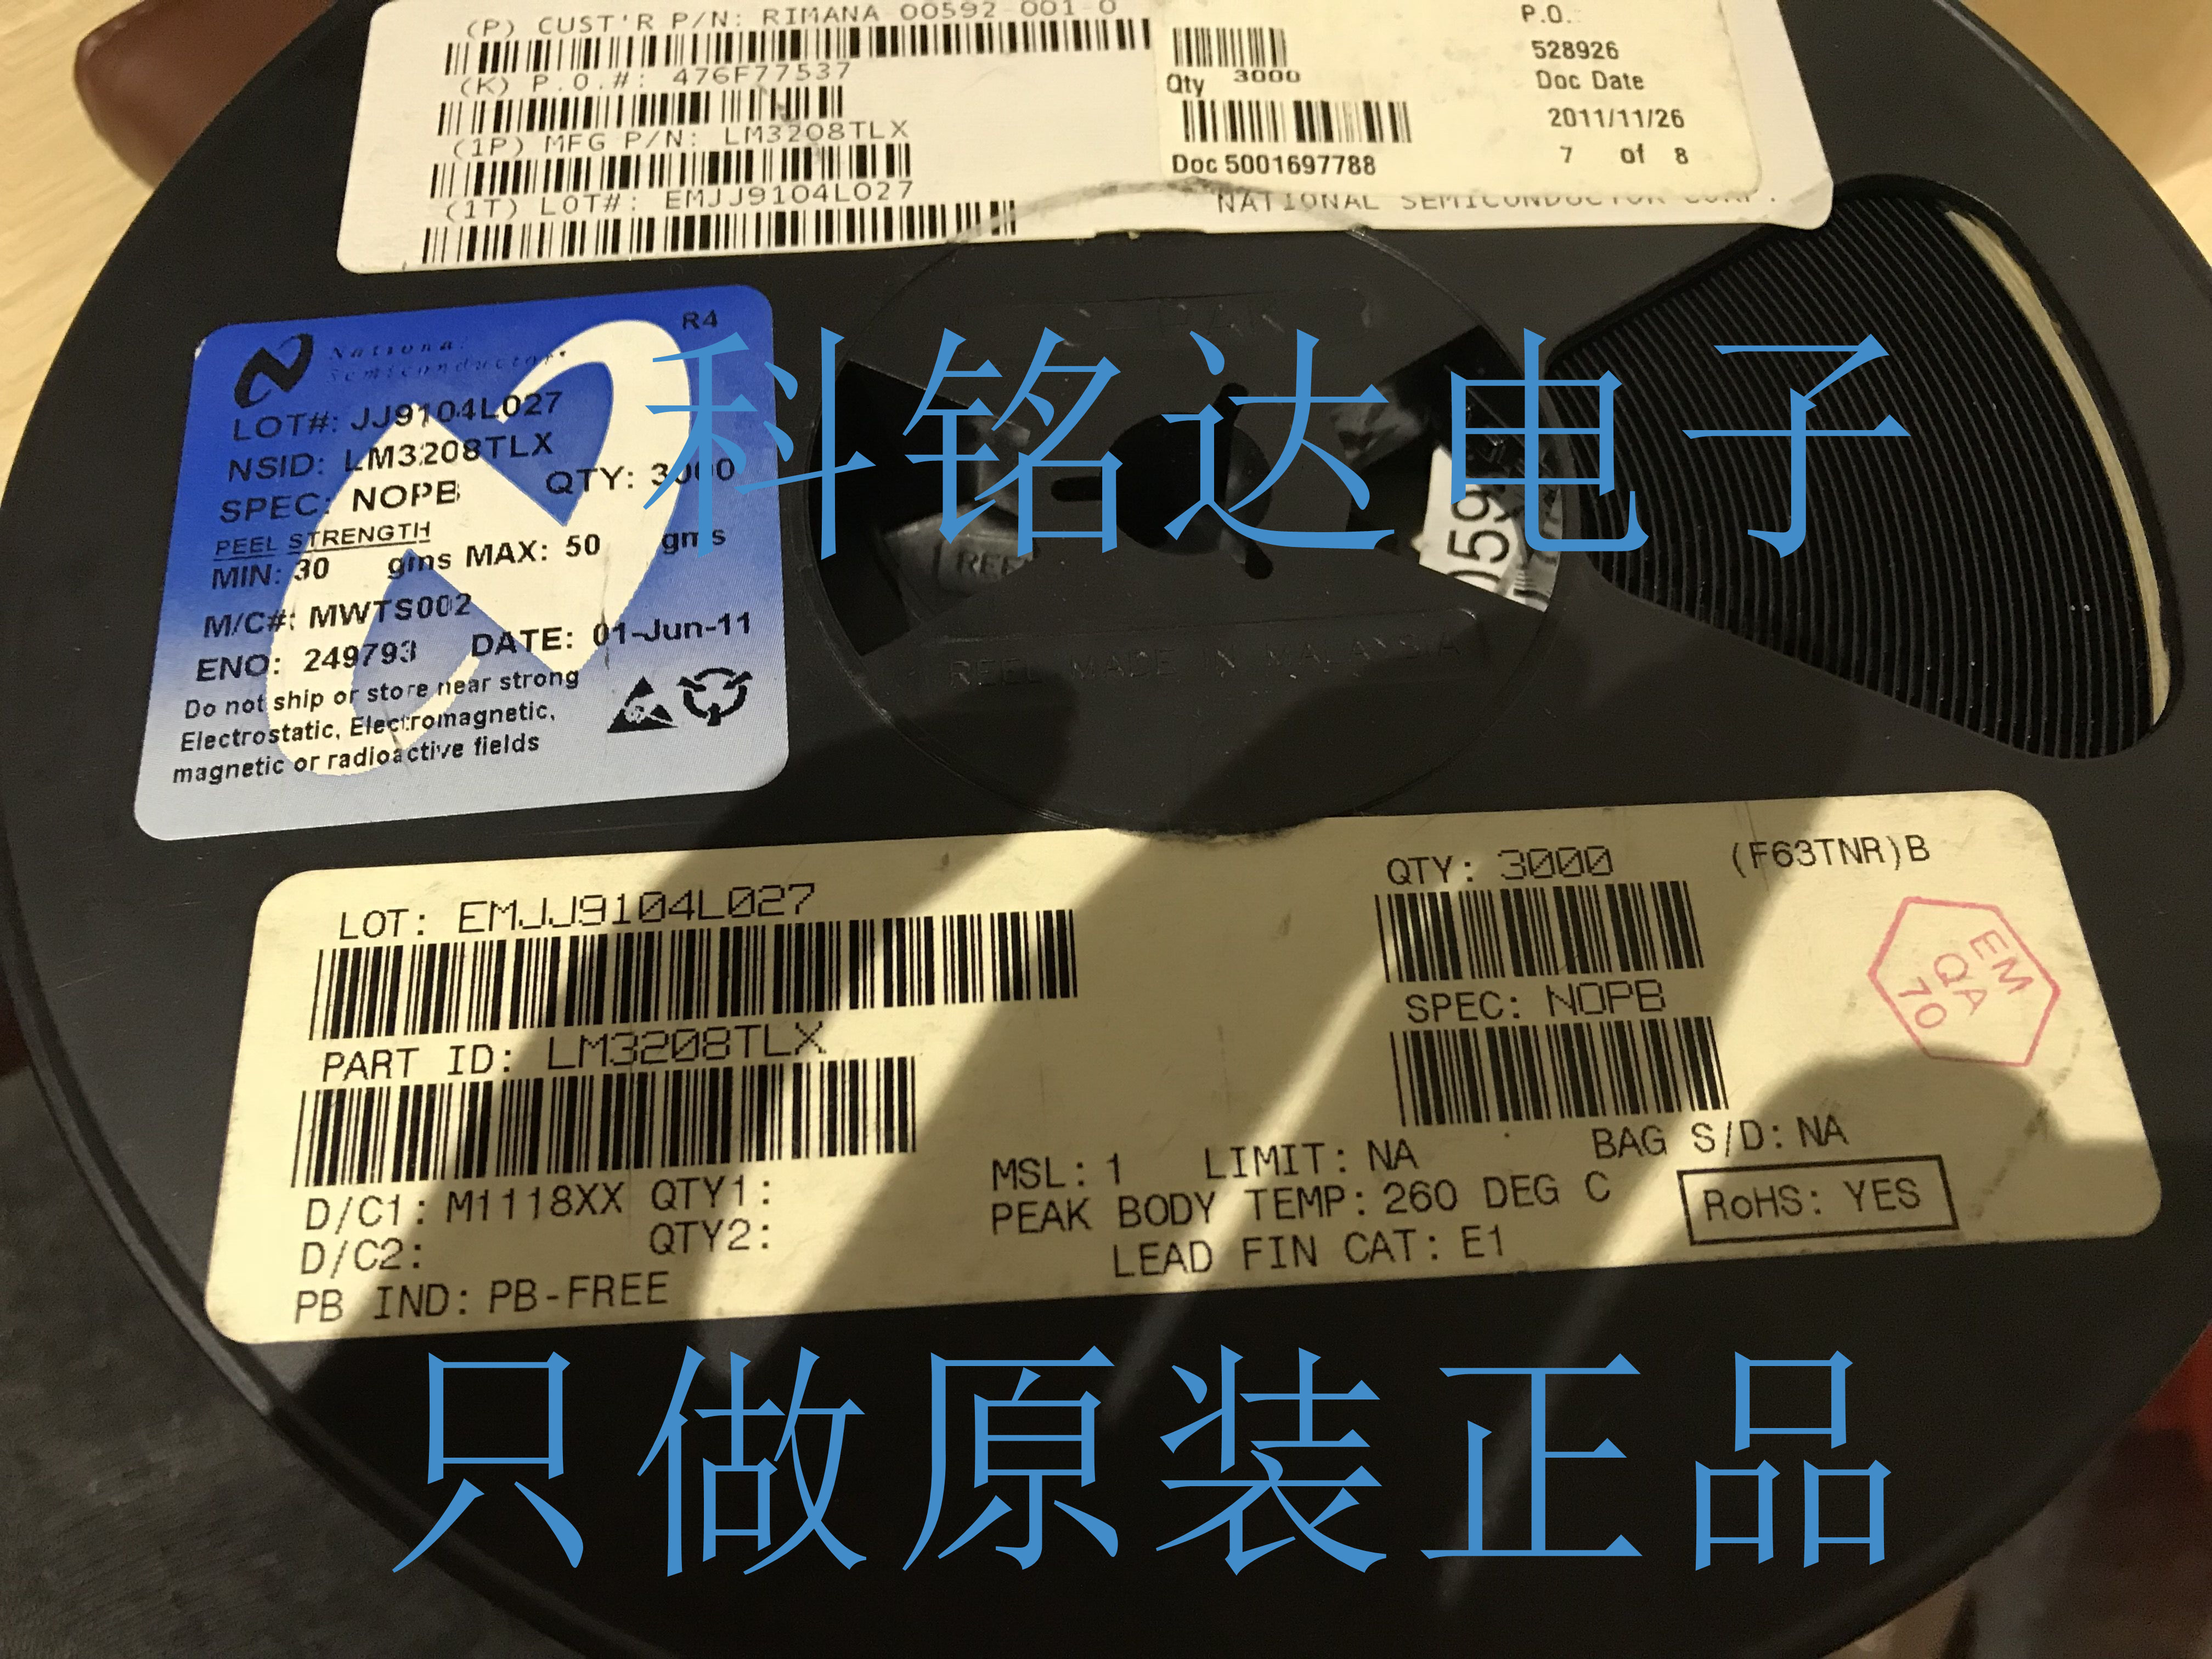 (P) CUST'R P/N: RIMANA 00592-001-0
(K) P.O.#: 476F77537
(1P) MFG P/N: LM3208TLX
(1T) LOT#: EMJJ9104L027
Qty 3000
Doc 5001697788
P.O.
528926
Doc Date
2011/11/26
7 of 8
NATIONAL SEMICONDUCTOR CORP.
R4
National
Semiconductor
LOT#: JJ9104L027
NSID: LM3208TLX
SPEC: NOPB QTY: 3000
PEEL STRENGTH
MIN: 30 gms MAX: 50 gms
M/C#: MWTS002
ENO: 249793 DATE: 01-Jun-11
Do not ship or store near strong
Electrostatic, Electromagnetic,
magnetic or radioactive fields
科铭达电子
REEL MADE IN MALAYSIA
LOT: EMJJ9104L027
QTY: 3000 (F63TNR)B
PART ID: LM3208TLX
SPEC: NOPB
EM
QA
70
D/C1: M1118XX QTY1:
D/C2: QTY2:
PB IND: PB-FREE
MSL: 1 LIMIT: NA BAG S/D: NA
PEAK BODY TEMP: 260 DEG C
LEAD FIN CAT: E1
RoHS: YES
只做原装正品